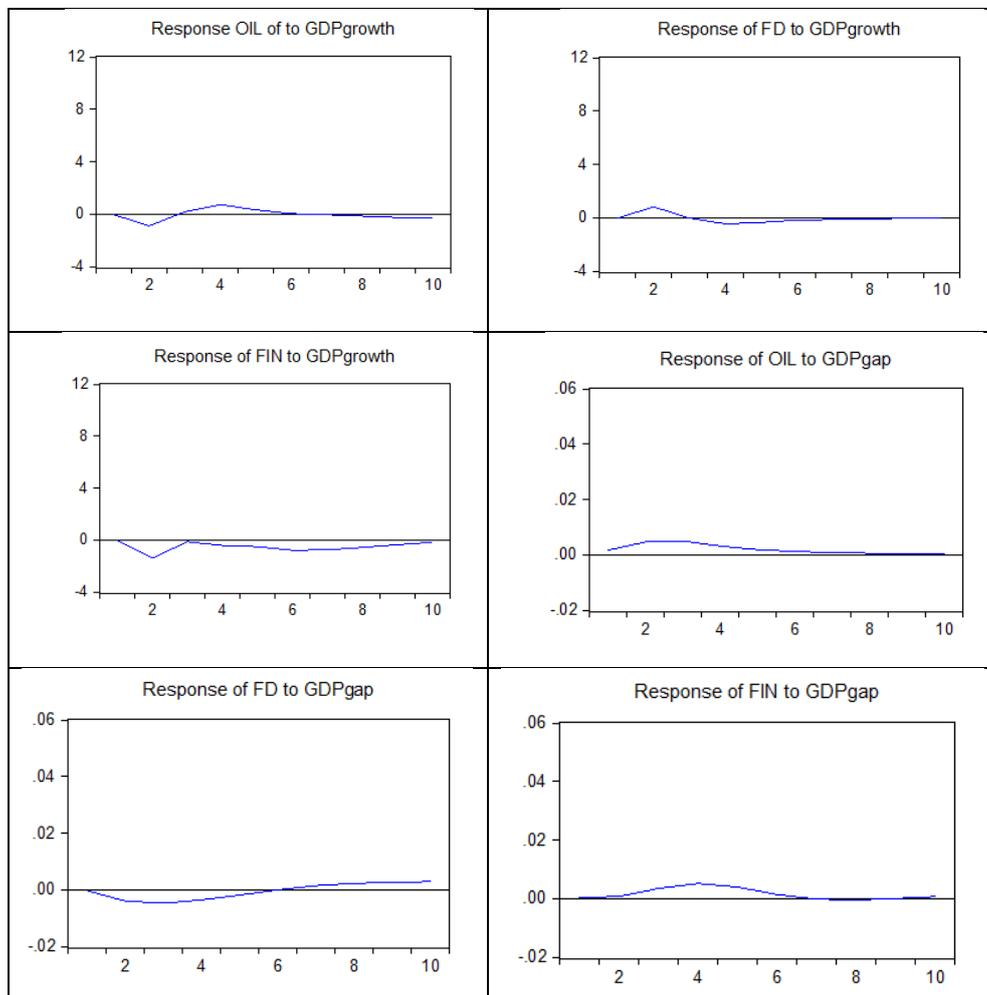 Response OIL of to GDPgrowth
12
8
4
0
-4
2 4 6 8 10
Response of FD to GDPgrowth
12
8
4
0
-4
2 4 6 8 10
Response of FIN to GDPgrowth
12
8
4
0
-4
2 4 6 8 10
Response of OIL to GDPgap
.06
.04
.02
.00
-.02
2 4 6 8 10
Response of FD to GDPgap
.06
.04
.02
.00
-.02
2 4 6 8 10
Response of FIN to GDPgap
.06
.04
.02
.00
-.02
2 4 6 8 10